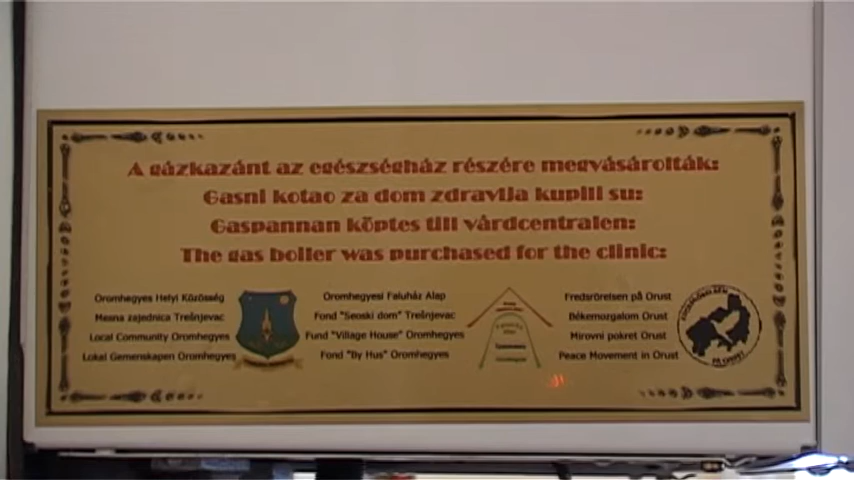 A gázkazánt az egészségház részére megvásárolták:
Gasni kotao za dom zdravlja kupili su:
Gaspannan köptes till vårdcentralen:
The gas boiler was purchased for the clinic:
Oromhegyes Helyi Közösség
Mesna zajednica Trešnjevac
Local Community Oromhegyes
Lokal Gemenskapen Oromhegyes
Oromhegyesi Faluház Alap
Fond "Seoski dom" Trešnjevac
Fund "Village House" Oromhegyes
Fond "By Hus" Oromhegyes
Fredsrörelsen på Orust
Békemozgalom Orust
Mirovni pokret Orust
Peace Movement in Orust
FREDSRÖRELSEN
PÅ ORUST